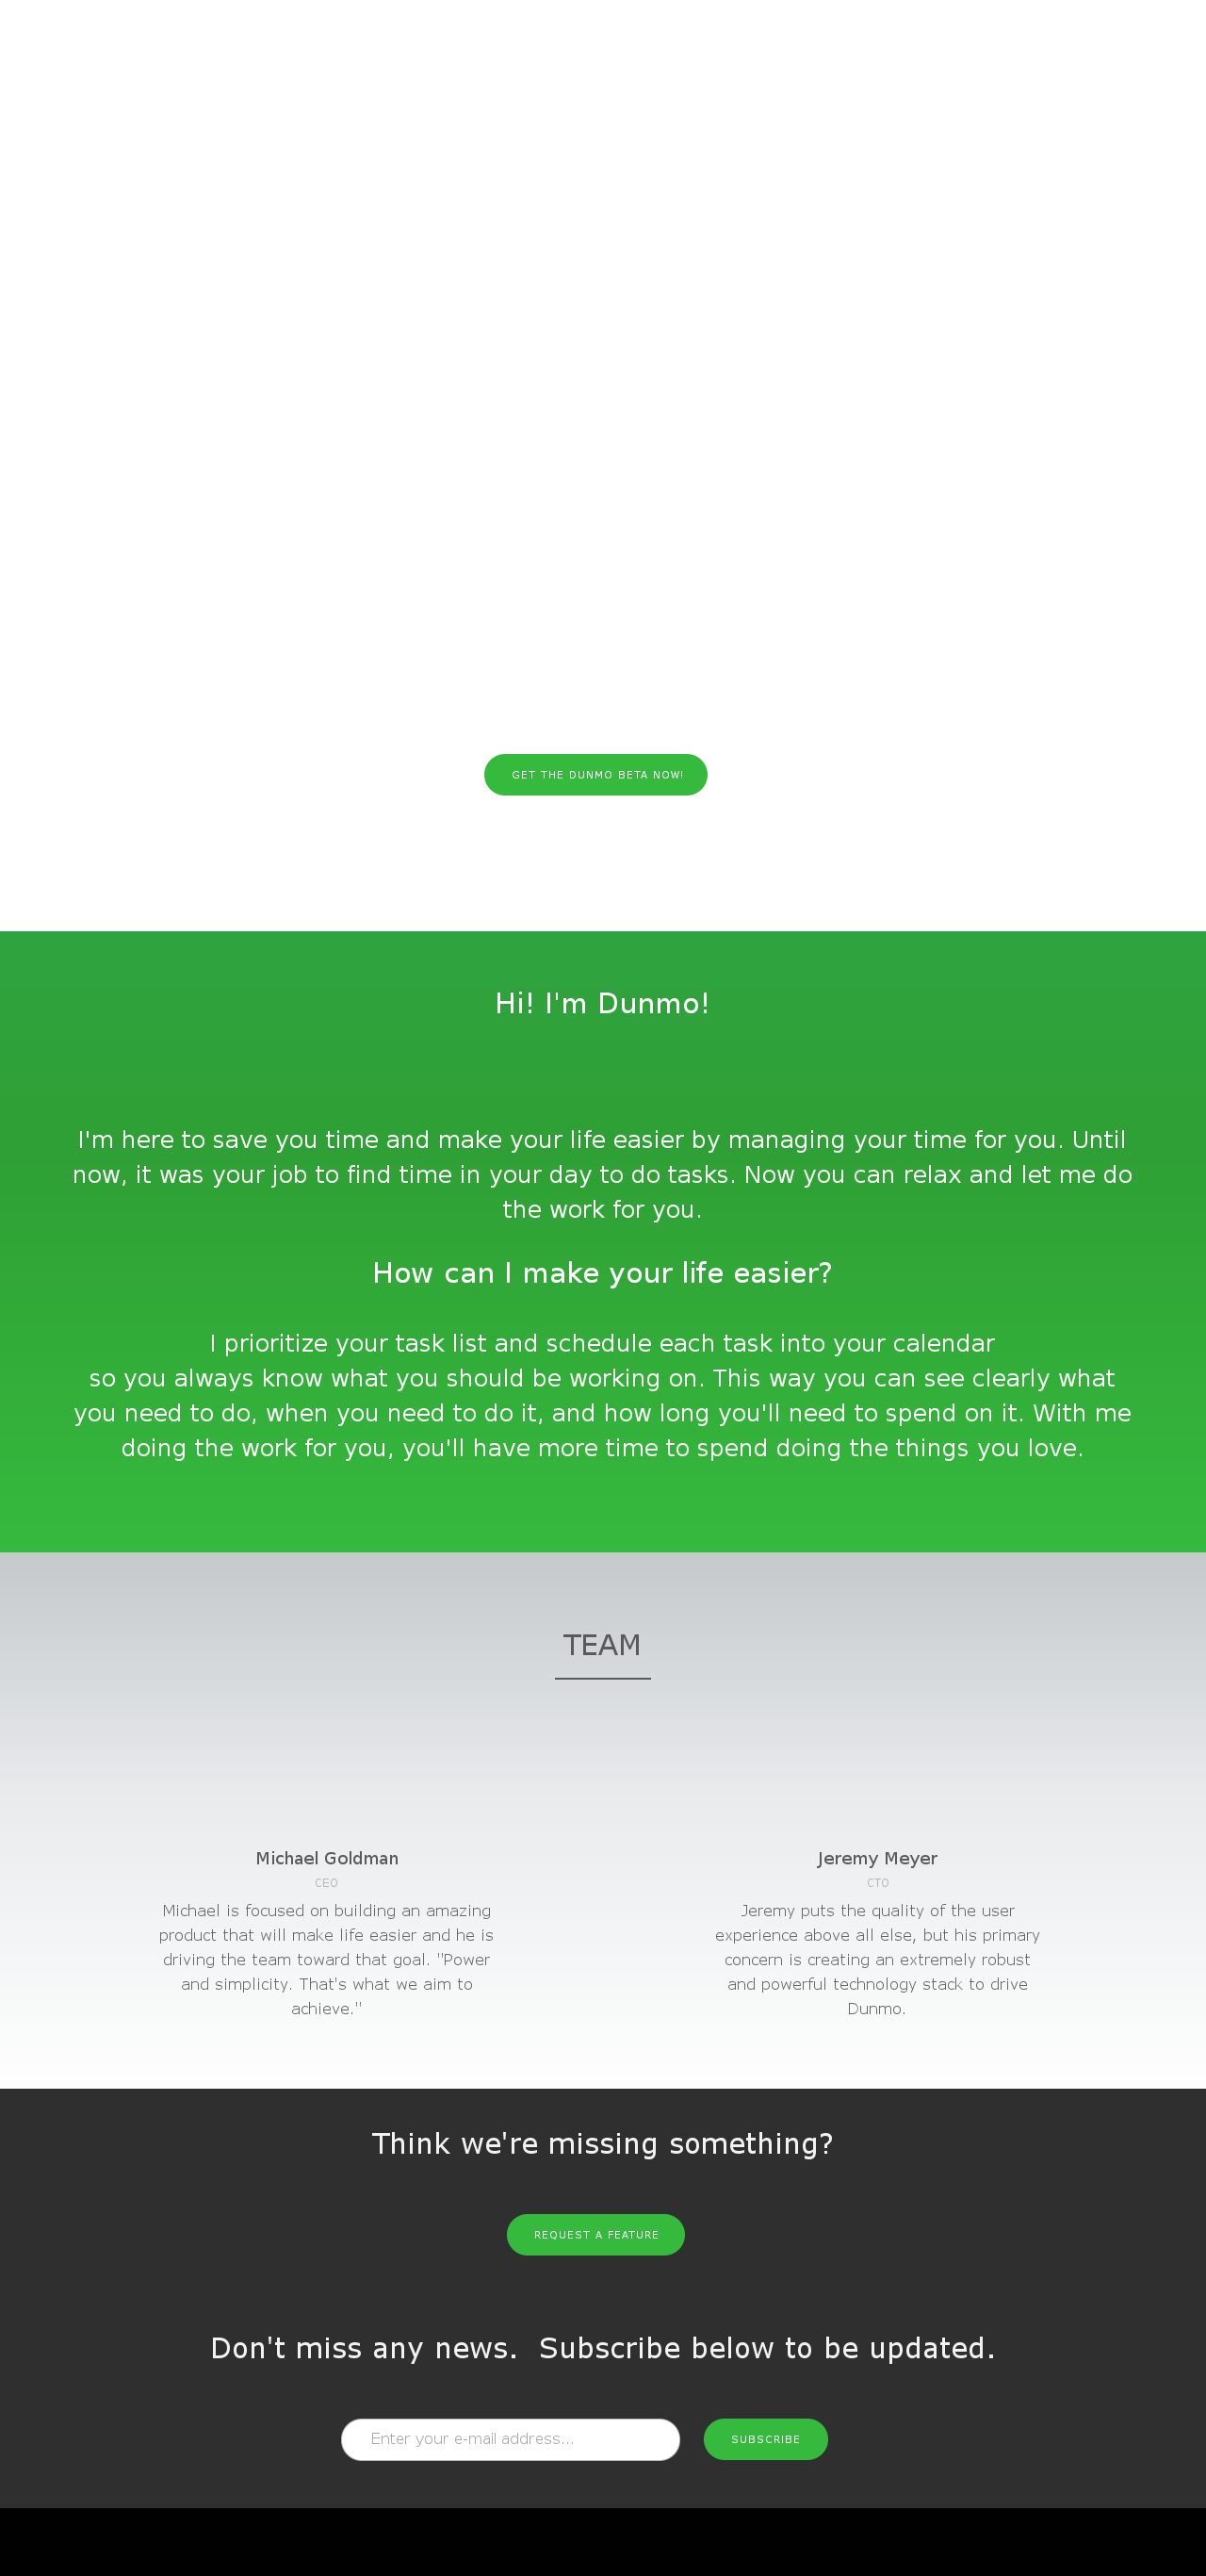 GET THE DUNMO BETA NOW!
Hi! I'm Dunmo!
I'm here to save you time and make your life easier by managing your time for you. Until
now, it was your job to find time in your day to do tasks. Now you can relax and let me do
the work for you.
How can I make your life easier?
I prioritize your task list and schedule each task into your calendar
so you always know what you should be working on. This way you can see clearly what
you need to do, when you need to do it, and how long you'll need to spend on it. With me
doing the work for you, you'll have more time to spend doing the things you love.
TEAM
Michael Goldman
CEO
Michael is focused on building an amazing
product that will make life easier and he is
driving the team toward that goal. "Power
and simplicity. That's what we aim to
achieve."
Jeremy Meyer
CTO
Jeremy puts the quality of the user
experience above all else, but his primary
concern is creating an extremely robust
and powerful technology stack to drive
Dunmo.
Think we're missing something?
REQUEST A FEATURE
Don't miss any news.  Subscribe below to be updated.
Enter your e-mail address...
SUBSCRIBE